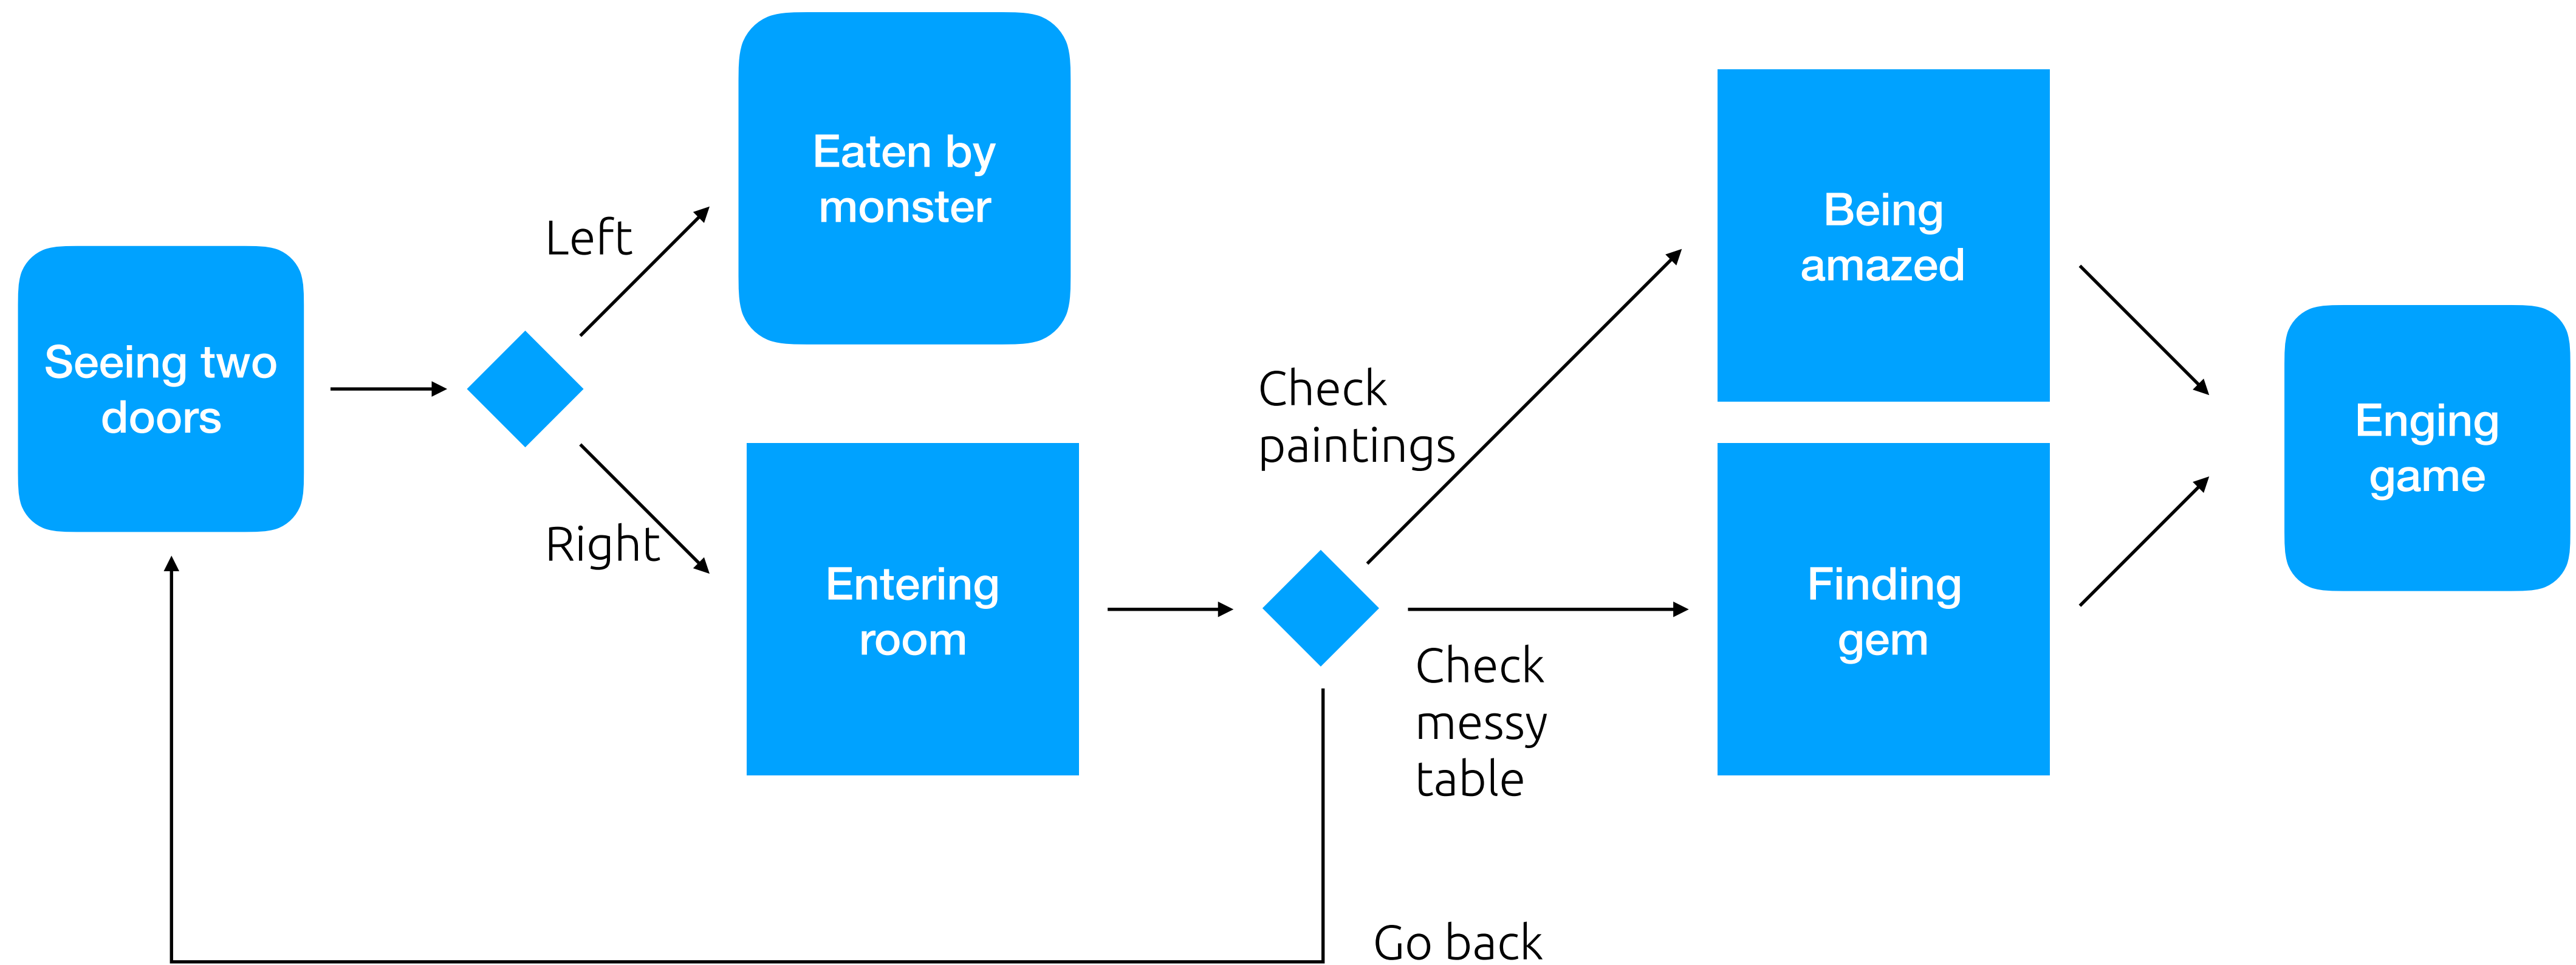 Seeing two
doors
Left
Right
Eaten by
monster
Entering
room
Check
paintings
Check
messy
table
Go back
Being
amazed
Finding
gem
Enging
game